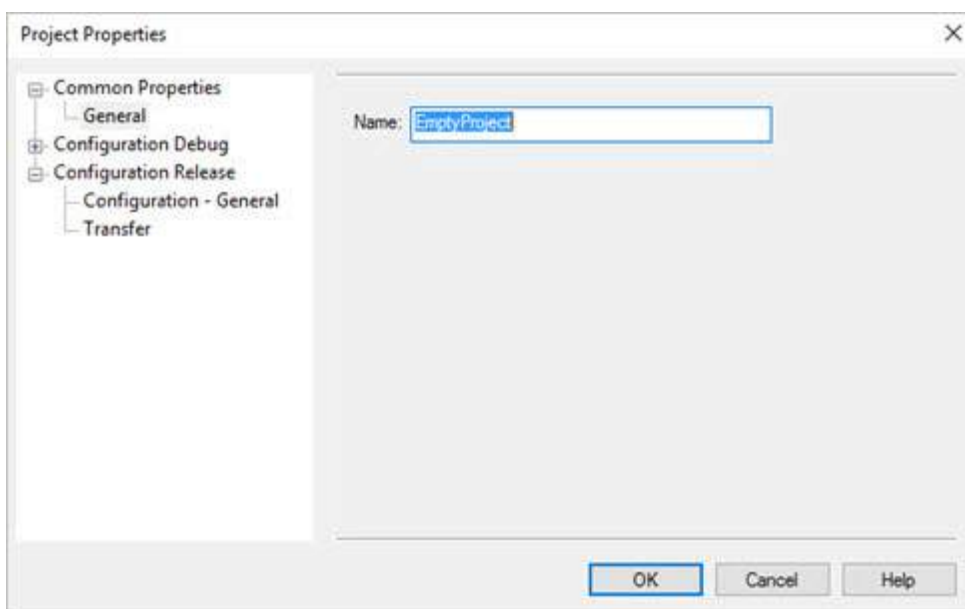 Project Properties
Common Properties
General
Configuration Debug
Configuration Release
Configuration - General
Transfer
Name: EmptyProject
OK Cancel Help